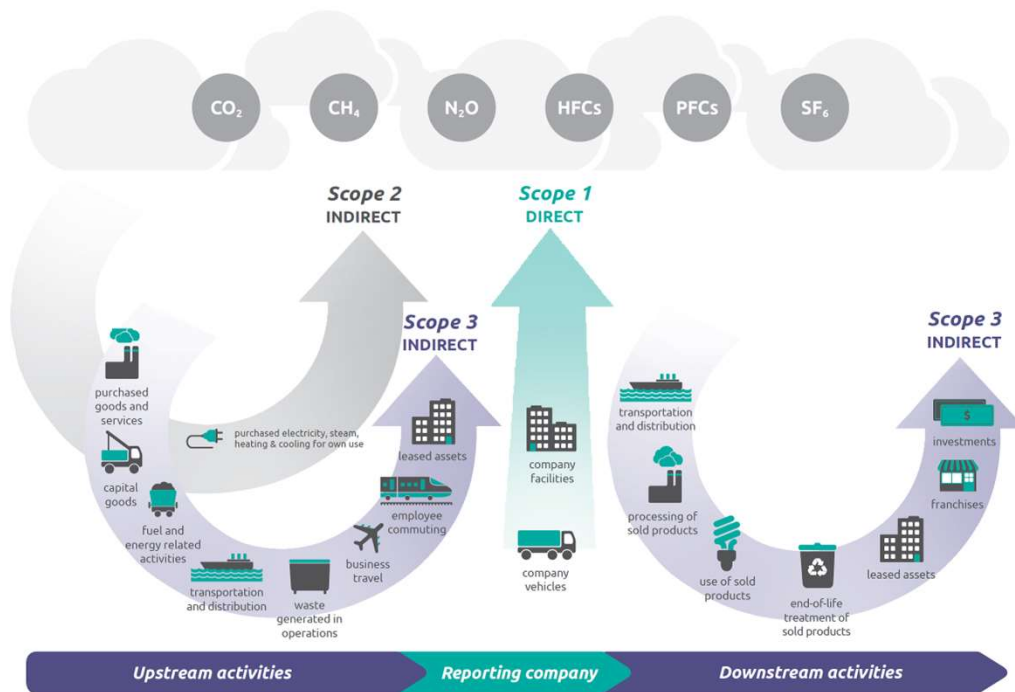 CO₂
CH₄
N₂O
HFCs
PFCs
SF₆
Scope 2
INDIRECT
Scope 1
DIRECT
Scope 3
INDIRECT
Scope 3
INDIRECT
purchased
goods and
services
capital
goods
fuel and
energy related
activities
transportation
and distribution
waste
generated in
operations
business
travel
employee
commuting
leased assets
purchased electricity, steam,
heating & cooling for own use
company
facilities
company
vehicles
transportation
and distribution
processing of
sold products
use of sold
products
end-of-life
treatment of
sold products
leased assets
franchises
investments
$
Upstream activities
Reporting company
Downstream activities